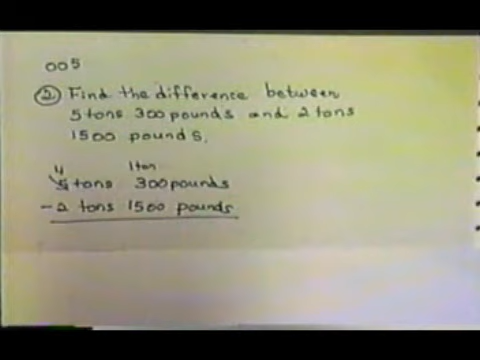 005
② Find the difference between
5 tons 300 pounds and 2 tons
1500 pounds.
4 1 ton
5 tons 300 pounds
- 2 tons 1500 pounds